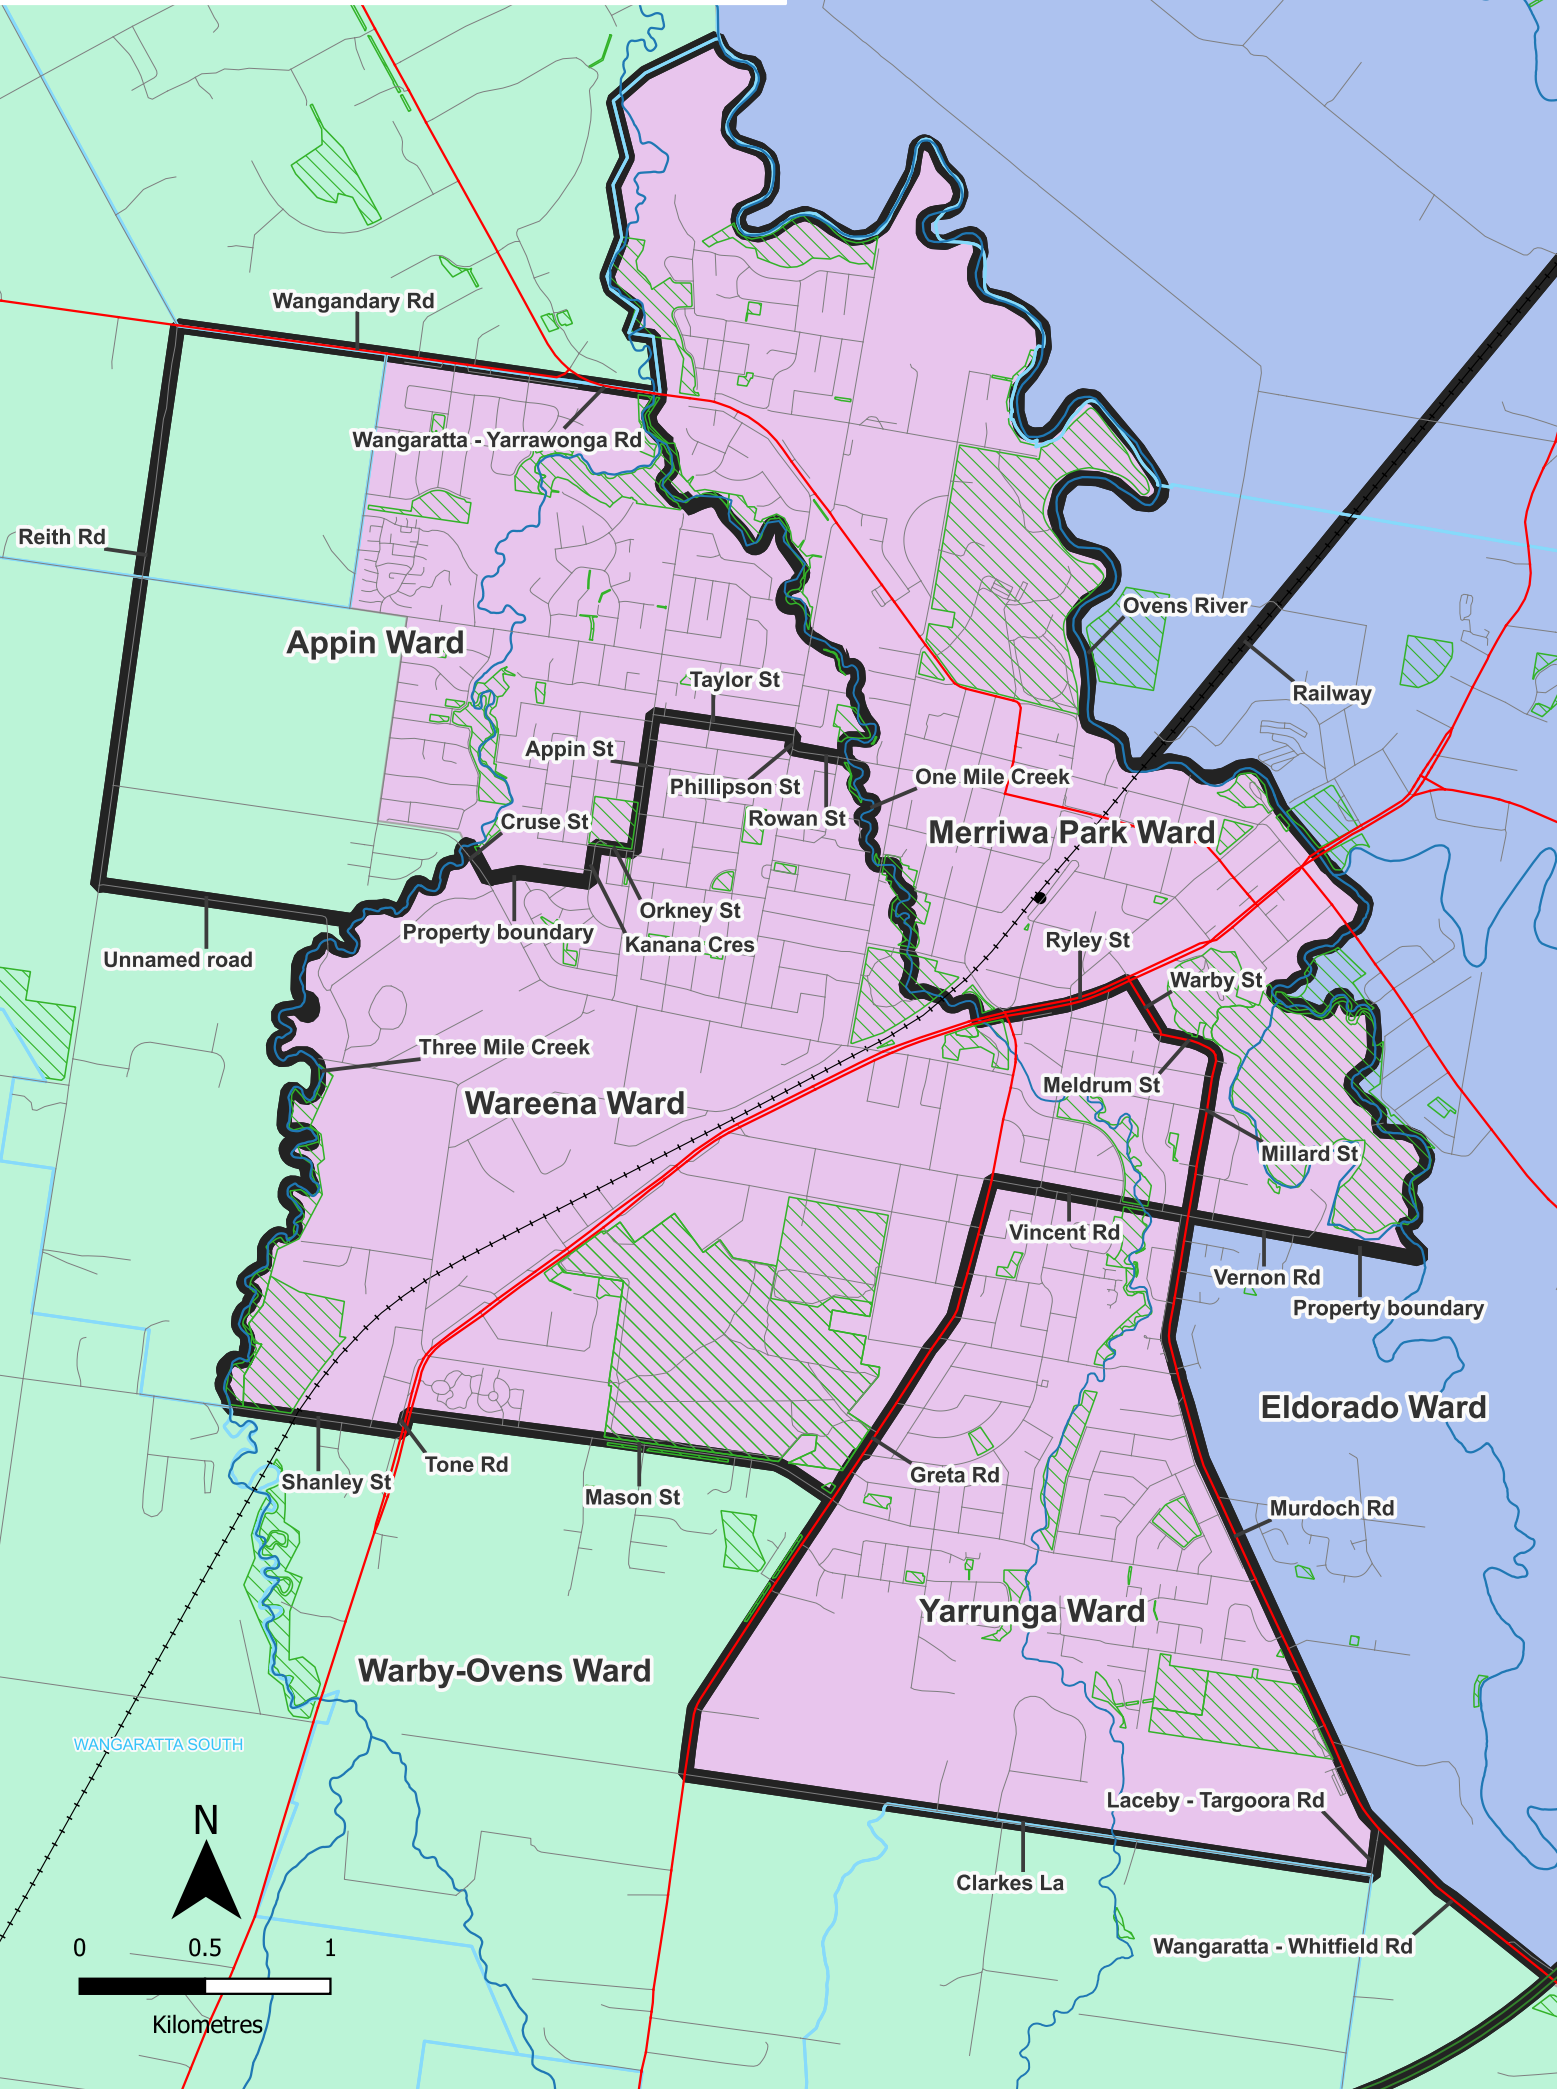 Wangandary Rd
Wangaratta - Yarrawonga Rd
Reith Rd
Ovens River
Appin Ward
Taylor St
Railway
Appin St
Phillipson St
One Mile Creek
Rowan St
Cruse St
Merriwa Park Ward
Orkney St
Property boundary
Kanana Cres
Ryley St
Unnamed road
Warby St
Three Mile Creek
Meldrum St
Wareena Ward
Millard St
Vincent Rd
Vernon Rd
Property boundary
Eldorado Ward
Tone Rd
Greta Rd
Shanley St
Mason St
Murdoch Rd
Yarrunga Ward
Warby-Ovens Ward
WANGARATTA SOUTH
Laceby - Targoora Rd
N
Clarkes La
Wangaratta - Whitfield Rd
0 0.5 1
Kilometres